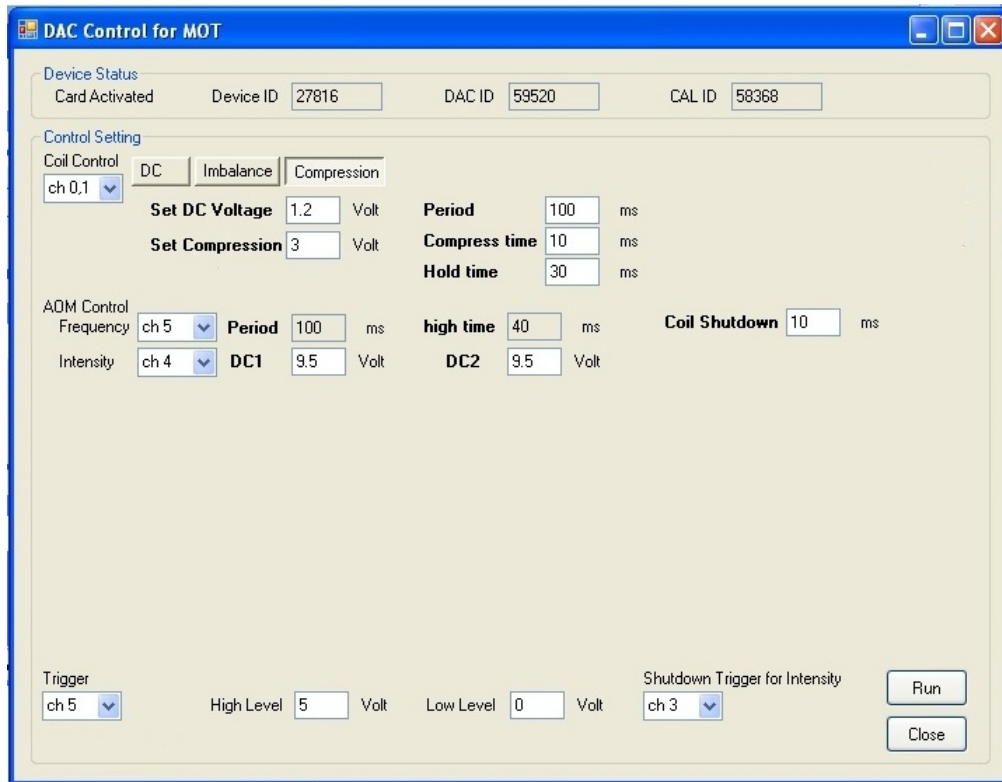 DAC Control for MOT
Device Status
Card Activated Device ID 27816 DAC ID 59520 CAL ID 58368
Control Setting
Coil Control
ch 0,1 DC Imbalance Compression
Set DC Voltage 1.2 Volt Period 100 ms
Set Compression 3 Volt Compress time 10 ms
Hold time 30 ms
AOM Control
Frequency ch 5 Period 100 ms high time 40 ms Coil Shutdown 10 ms
Intensity ch 4 DC1 9.5 Volt DC2 9.5 Volt
Trigger Shutdown Trigger for Intensity
ch 5 High Level 5 Volt Low Level 0 Volt ch 3 Run
Close